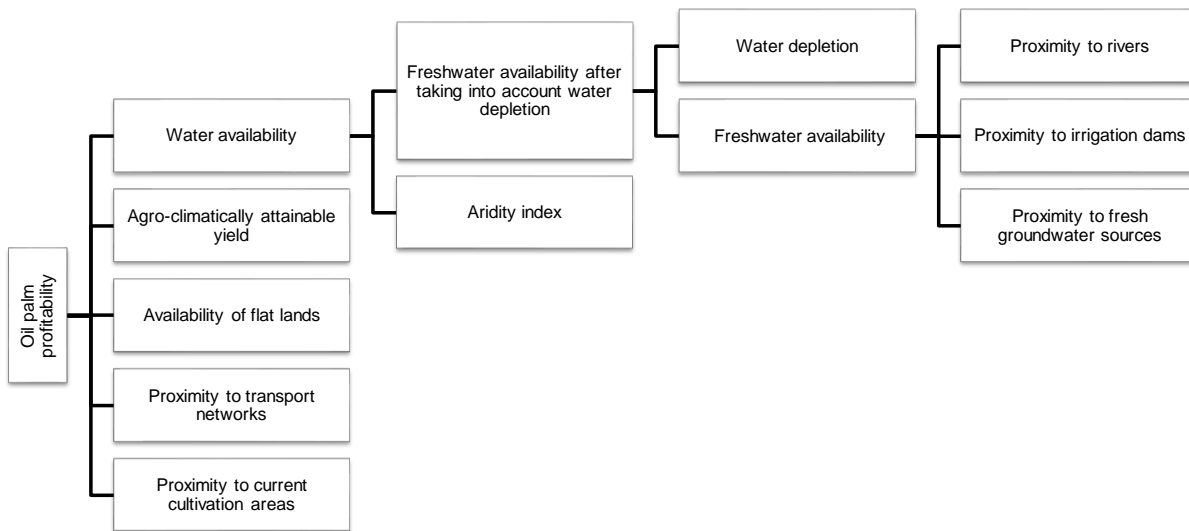 Oil palm
profitability
Water availability
Agro-climatically attainable
yield
Availability of flat lands
Proximity to transport
networks
Proximity to current
cultivation areas
Freshwater availability after
taking into account water
depletion
Aridity index
Water depletion
Freshwater availability
Proximity to rivers
Proximity to irrigation dams
Proximity to fresh
groundwater sources